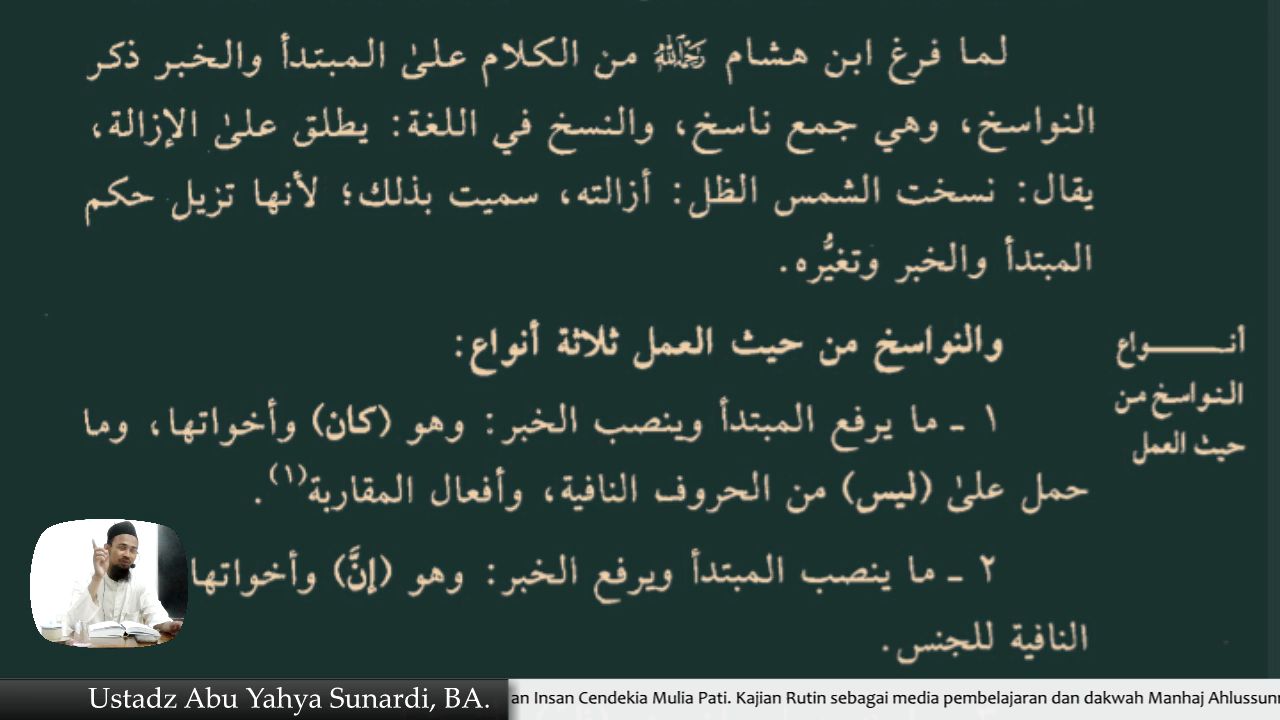 لما فرغ ابن هشام رحمه الله من الكلام علىٰ المبتدأ والخبر ذكر
النواسخ، وهي جمع ناسخ، والنسخ في اللغة: يطلق علىٰ الإزالة،
يقال: نسخت الشمس الظل: أزالته، سميت بذلك؛ لأنها تزيل حكم
المبتدأ والخبر وَتغيُّره.
أنـــواع
النواسخ من
حيث العمل
والنواسخ من حيث العمل ثلاثة أنواع:
١ ـ ما يرفع المبتدأ وينصب الخبر: وهو (كان) وأخواتها، وما
حمل علىٰ (ليس) من الحروف النافية، وأفعال المقاربة(١).
٢ ـ ما ينصب المبتدأ ويرفع الخبر: وهو (إنَّ) وأخواتها
النافية للجنس.
Ustadz Abu Yahya Sunardi, BA.
an Insan Cendekia Mulia Pati. Kajian Rutin sebagai media pembelajaran dan dakwah Manhaj Ahlussun